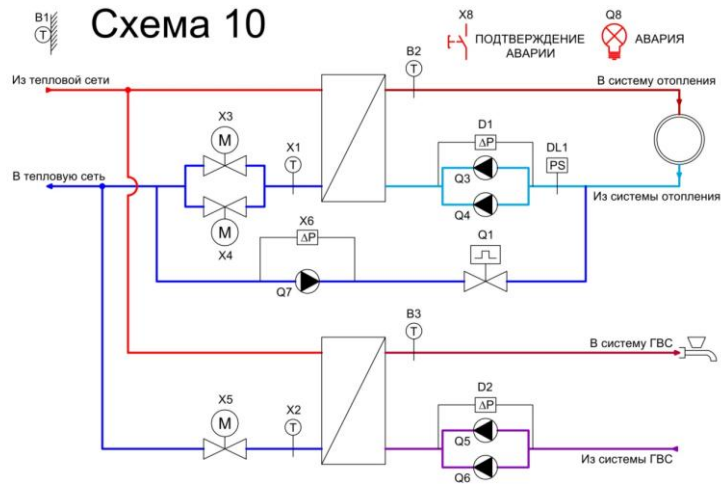 B1
T
Схема 10
X8
ПОДТВЕРЖДЕНИЕ
АВАРИИ
Q8
АВАРИЯ
B2
T
Из тепловой сети
В систему отопления
X3
M
X1
T
D1
ΔP
DL1
PS
Q3
Q4
В тепловую сеть
Из системы отопления
M
X4
X6
ΔP
Q7
Q1
B3
T
В систему ГВС
X5
M
X2
T
D2
ΔP
Q5
Q6
Из системы ГВС